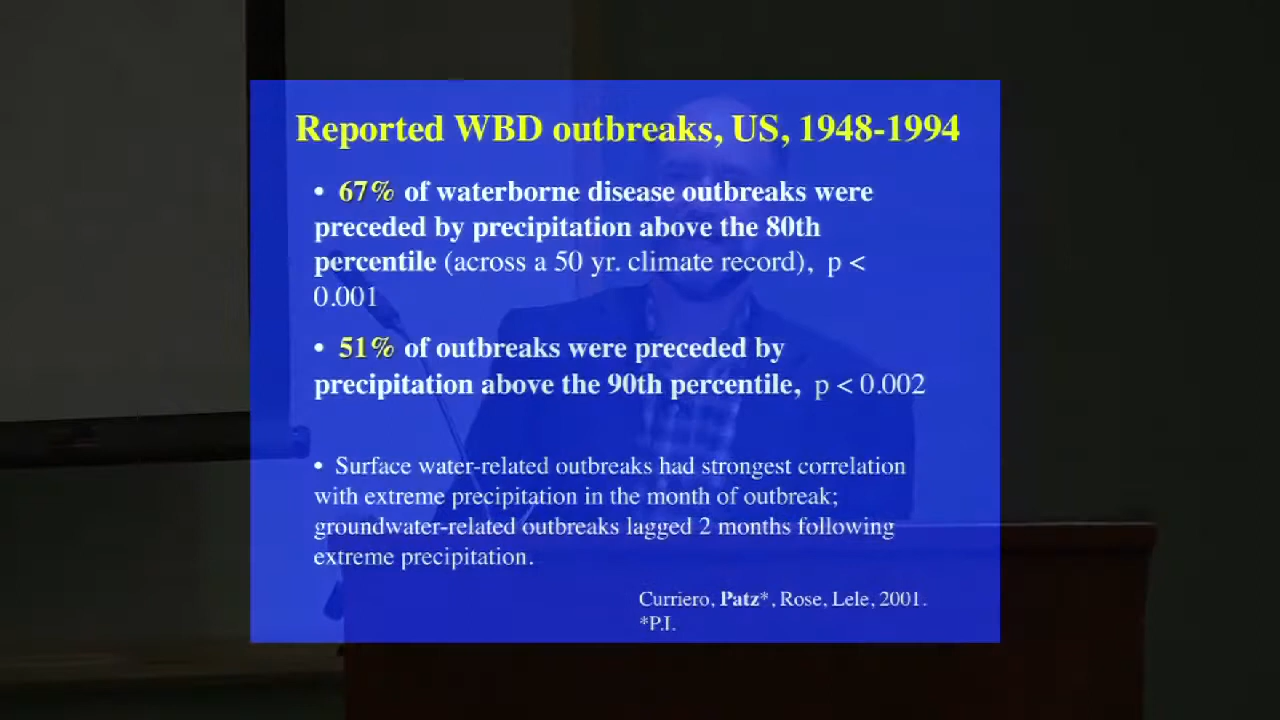 Reported WBD outbreaks, US, 1948-1994
• 67% of waterborne disease outbreaks were
preceded by precipitation above the 80th
percentile (across a 50 yr. climate record), p <
0.001
• 51% of outbreaks were preceded by
precipitation above the 90th percentile, p < 0.002
• Surface water-related outbreaks had strongest correlation
with extreme precipitation in the month of outbreak;
groundwater-related outbreaks lagged 2 months following
extreme precipitation.
Curriero, Patz*, Rose, Lele, 2001.
*P.I.